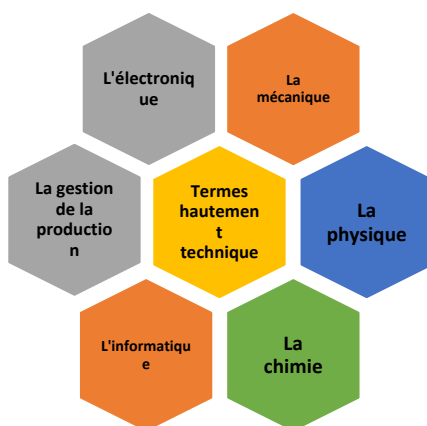 L'électroniq
ue
La
mécanique
La gestion
de la
productio
n
Termes
hautemen
t
technique
La
physique
L'informatiqu
e
La
chimie